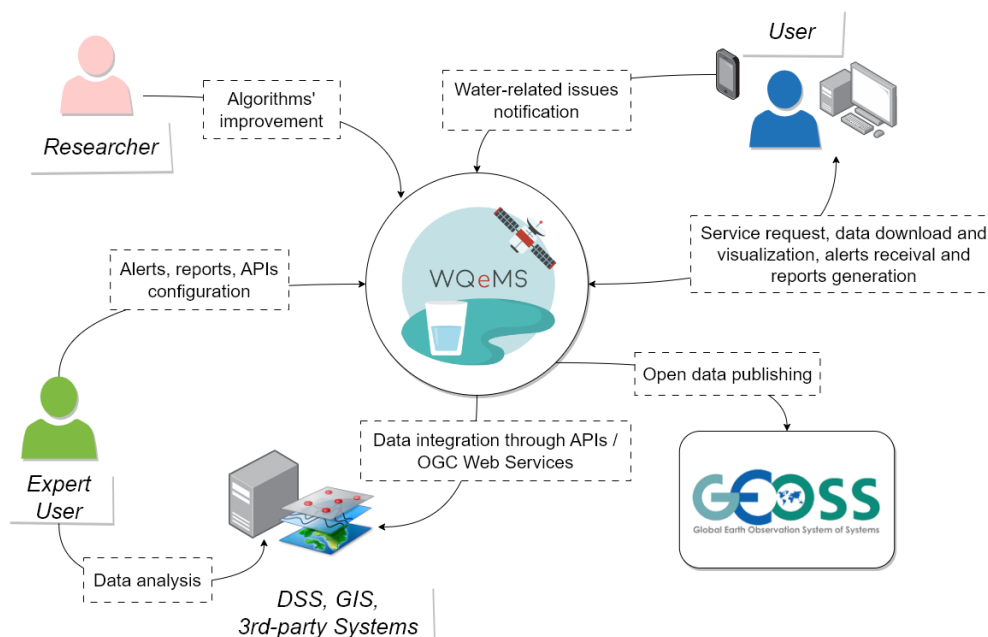 User
Researcher
Algorithms'
improvement
Water-related issues
notification
Service request, data download and
visualization, alerts receival and
reports generation
Alerts, reports, APIs
configuration
WQeMS
Open data publishing
Data integration through APIs /
OGC Web Services
GEOSS
Global Earth Observation System of Systems
Expert
User
Data analysis
DSS, GIS,
3rd-party Systems